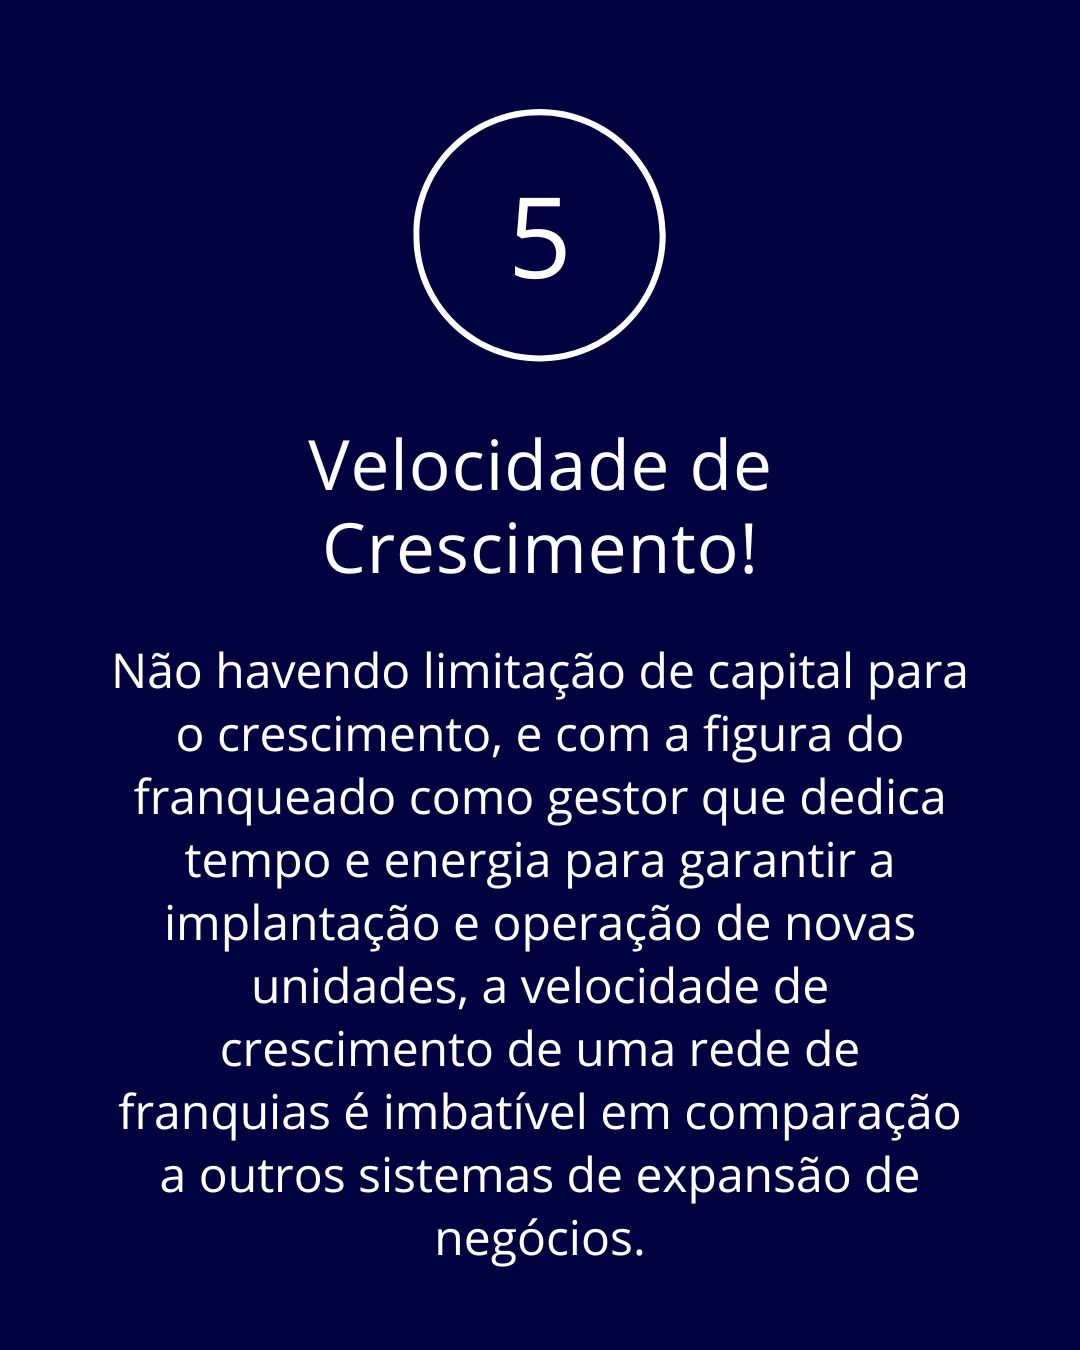 5
Velocidade de
Crescimento!
Não havendo limitação de capital para
o crescimento, e com a figura do
franqueado como gestor que dedica
tempo e energia para garantir a
implantação e operação de novas
unidades, a velocidade de
crescimento de uma rede de
franquias é imbatível em comparação
a outros sistemas de expansão de
negócios.